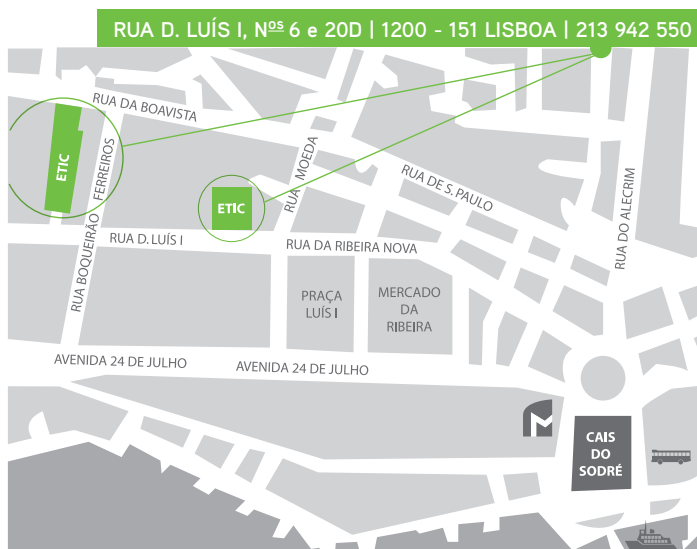 RUA D. LUÍS I, Nºs 6 e 20D | 1200 - 151 LISBOA | 213 942 550
RUA DA BOAVISTA
ETIC
RUA BOQUEIRÃO FERREIROS
RUA MOEDA
RUA DE S. PAULO
RUA DO ALECRIM
ETIC
RUA D. LUÍS I
RUA DA RIBEIRA NOVA
PRAÇA
LUÍS I
MERCADO
DA
RIBEIRA
AVENIDA 24 DE JULHO
AVENIDA 24 DE JULHO
M
CAIS
DO
SODRÉ